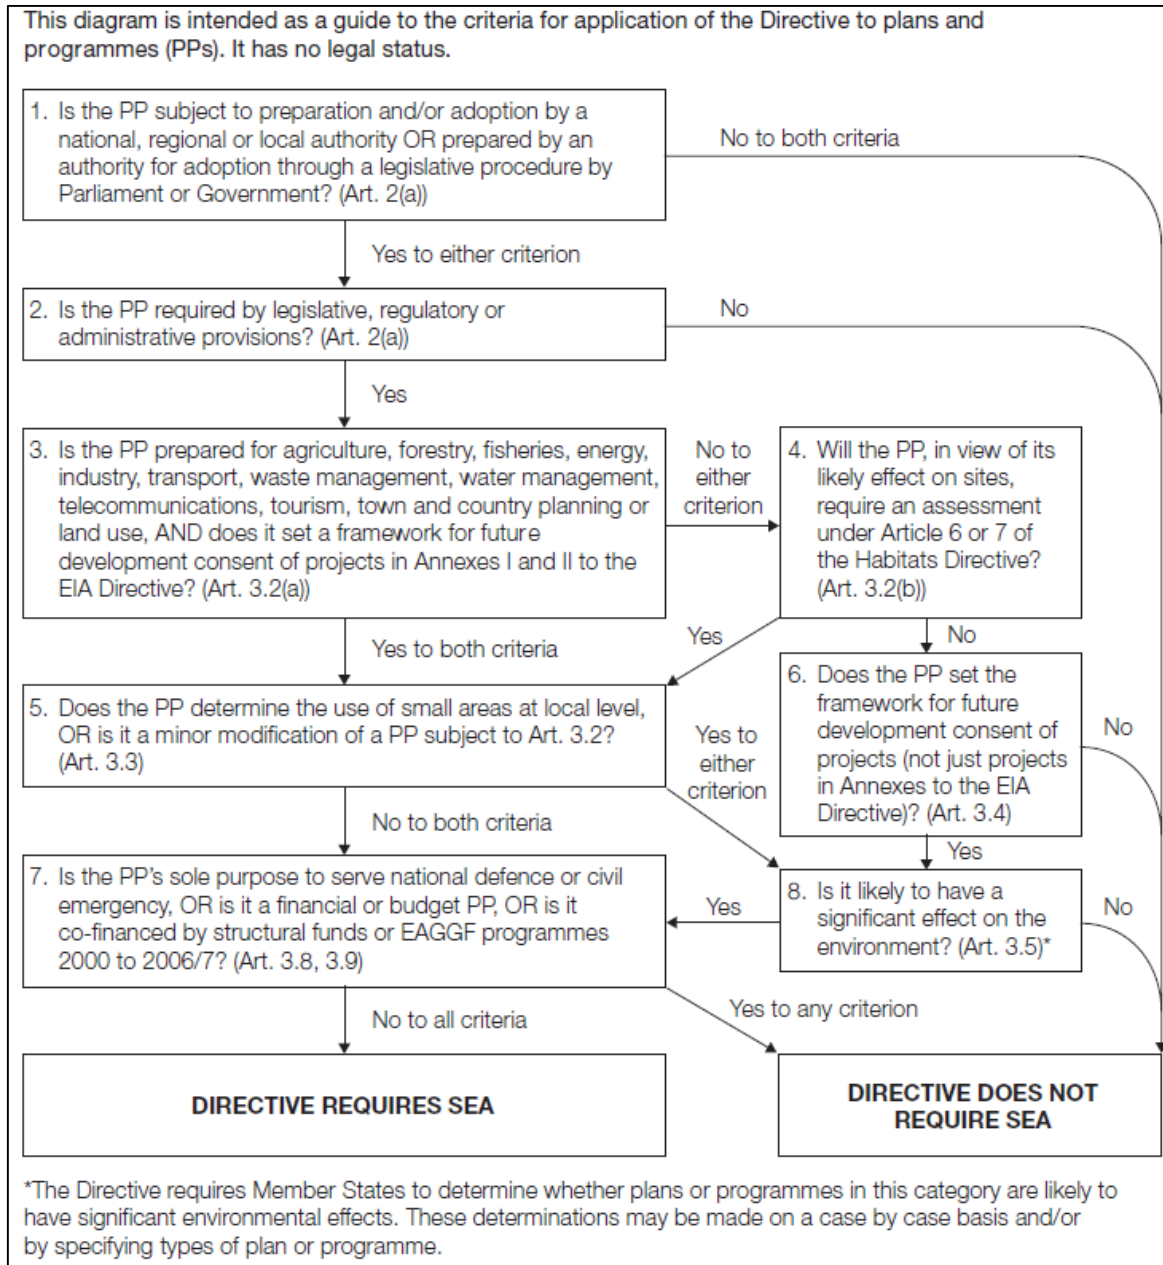 This diagram is intended as a guide to the criteria for application of the Directive to plans and
programmes (PPs). It has no legal status.
1. Is the PP subject to preparation and/or adoption by a
national, regional or local authority OR prepared by an
authority for adoption through a legislative procedure by
Parliament or Government? (Art. 2(a))
No to both criteria
Yes to either criterion
2. Is the PP required by legislative, regulatory or
administrative provisions? (Art. 2(a))
No
Yes
3. Is the PP prepared for agriculture, forestry, fisheries, energy,
industry, transport, waste management, water management,
telecommunications, tourism, town and country planning or
land use, AND does it set a framework for future
development consent of projects in Annexes I and II to the
EIA Directive? (Art. 3.2(a))
No to
either
criterion
4. Will the PP, in view of its
likely effect on sites,
require an assessment
under Article 6 or 7 of
the Habitats Directive?
(Art. 3.2(b))
Yes to both criteria
Yes
No
5. Does the PP determine the use of small areas at local level,
OR is it a minor modification of a PP subject to Art. 3.2?
(Art. 3.3)
Yes to
either
criterion
6. Does the PP set the
framework for future
development consent of
projects (not just projects
in Annexes to the EIA
Directive)? (Art. 3.4)
No
No to both criteria
Yes
7. Is the PP's sole purpose to serve national defence or civil
emergency, OR is it a financial or budget PP, OR is it
co-financed by structural funds or EAGGF programmes
2000 to 2006/7? (Art. 3.8, 3.9)
Yes
8. Is it likely to have a
significant effect on the
environment? (Art. 3.5)*
No
No to all criteria
Yes to any criterion
DIRECTIVE REQUIRES SEA
DIRECTIVE DOES NOT
REQUIRE SEA
*The Directive requires Member States to determine whether plans or programmes in this category are likely to
have significant environmental effects. These determinations may be made on a case by case basis and/or
by specifying types of plan or programme.